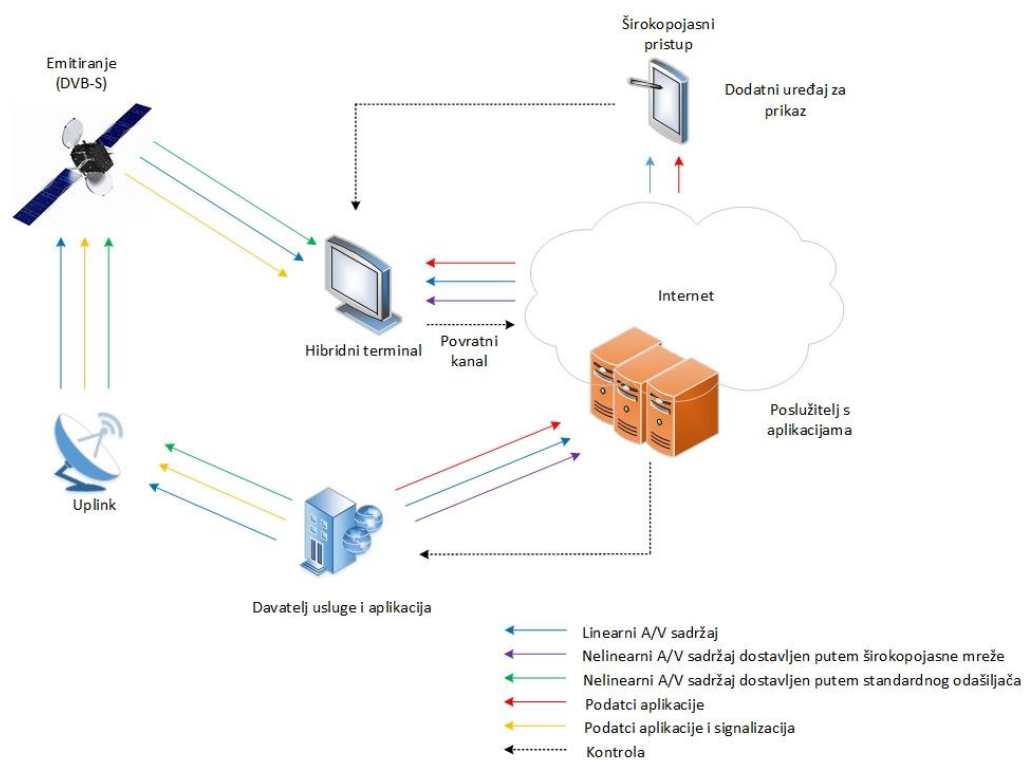 Širokopojasni
pristup
Emitiranje
(DVB-S)
Dodatni uređaj za
prikaz
Internet
Hibridni terminal
Povratni
kanal
Poslužitelj s
aplikacijama
Uplink
Davatelj usluge i aplikacija
Linearni A/V sadržaj
Nelinearni A/V sadržaj dostavljen putem širokopojasne mreže
Nelinearni A/V sadržaj dostavljen putem standardnog odašiljača
Podatci aplikacije
Podatci aplikacije i signalizacija
Kontrola